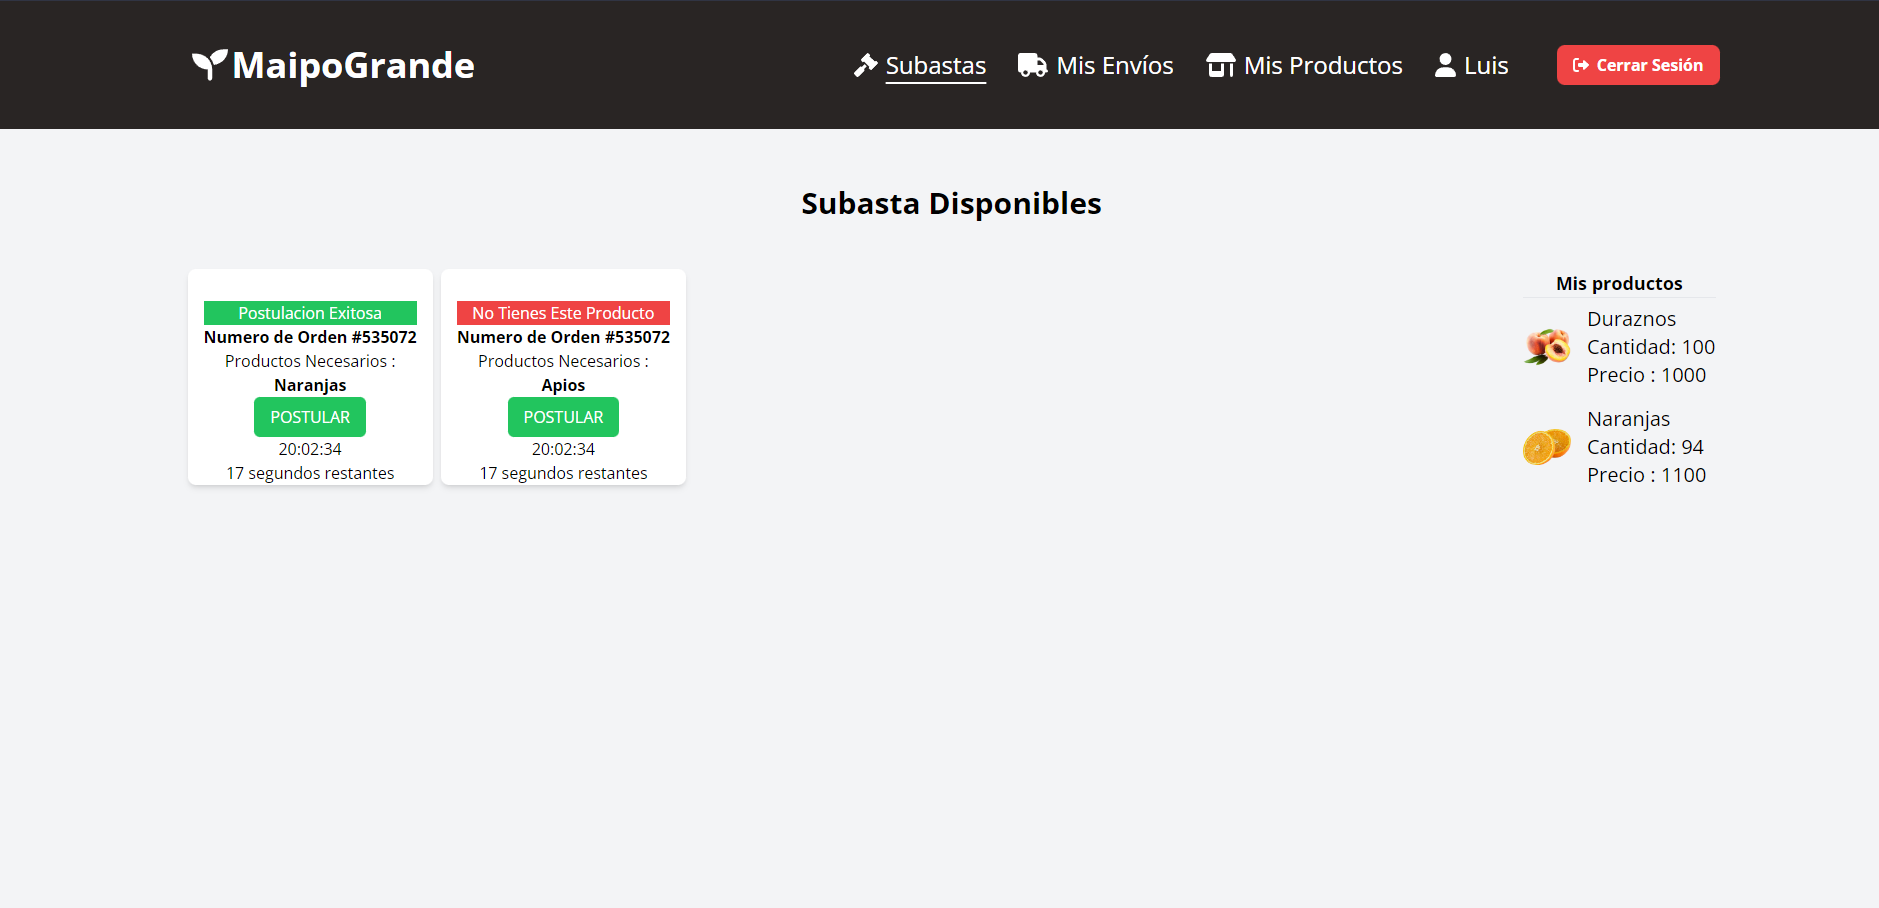 MaipoGrande
Subastas
Mis Envíos
Mis Productos
Luis
Cerrar Sesión
Subasta Disponibles
Postulacion Exitosa
Numero de Orden #535072
Productos Necesarios :
Naranjas
POSTULAR
20:02:34
17 segundos restantes
No Tienes Este Producto
Numero de Orden #535072
Productos Necesarios :
Apios
POSTULAR
20:02:34
17 segundos restantes
Mis productos
Duraznos
Cantidad: 100
Precio : 1000
Naranjas
Cantidad: 94
Precio : 1100